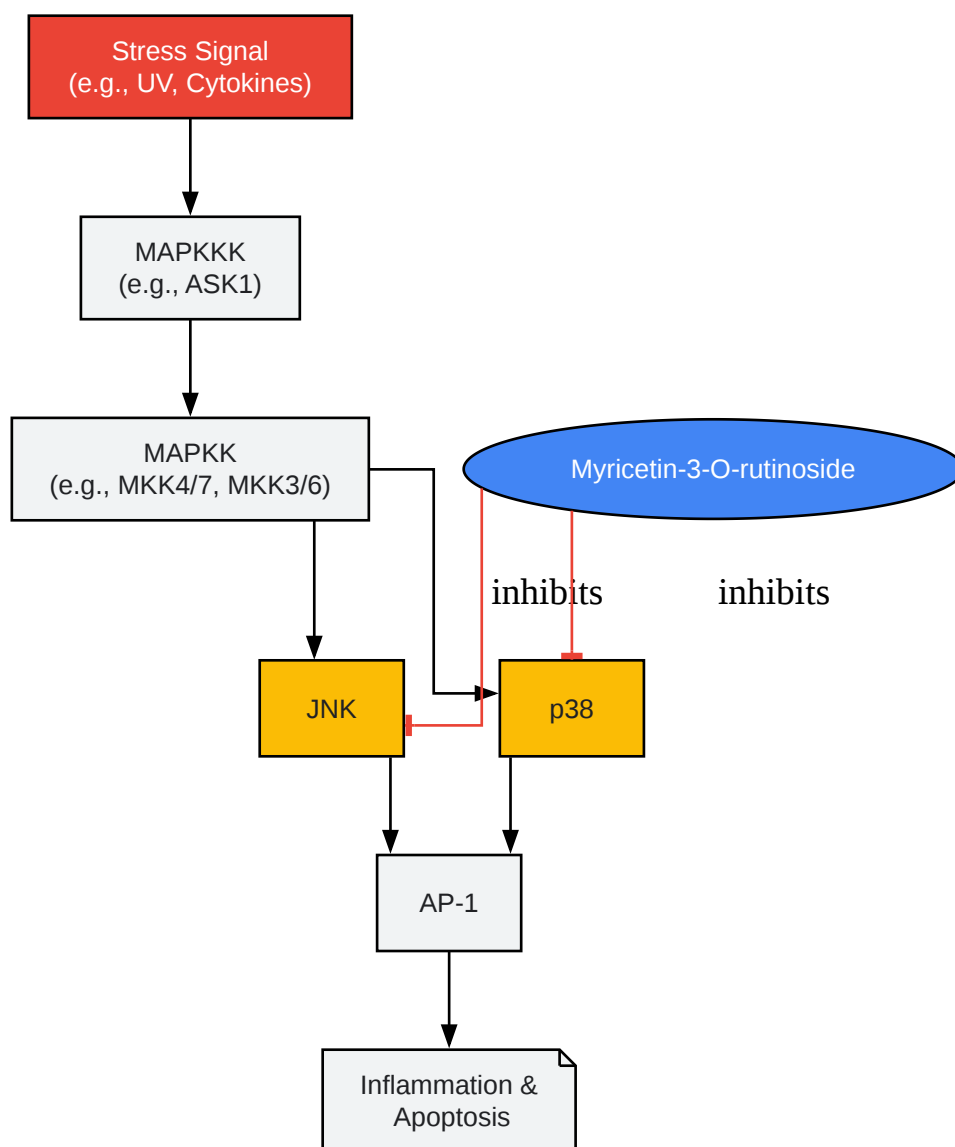 Stress Signal
(e.g., UV, Cytokines)
MAPKKK
(e.g., ASK1)
MAPKK
(e.g., MKK4/7, MKK3/6)
Myricetin-3-O-rutinoside
inhibits
inhibits
JNK
p38
AP-1
Inflammation &
Apoptosis